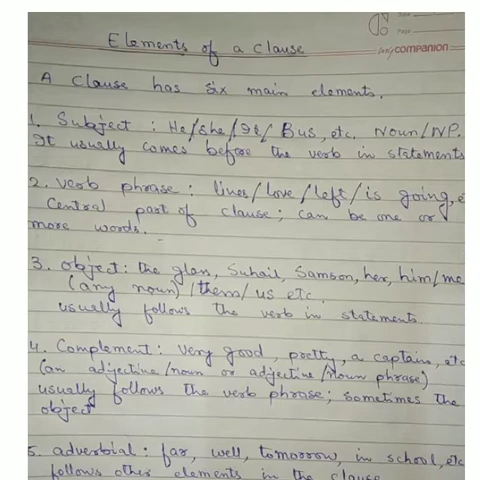 Date
Page
companion
Elements of a Clause
A Clause has six main elements.
1. Subject : He/she/It/ Bus, etc. Noun/NP.
It usually comes before the verb in statements
2. Verb phrase : lives/love/left/is going, e
Central part of clause; can be one or
more words.
3. Object: the glan, Suhail, Samson, her, him/me
(any noun)/them/us etc.
usually follows the verb in statements.
4. Complement: very good, pretty, a captain, etc
(an adjective/noun or adjective/noun phrase)
usually follows the verb phrase; sometimes the
object
5. adverbial : far, well, tomorrow, in school, etc
follows other elements in the clause